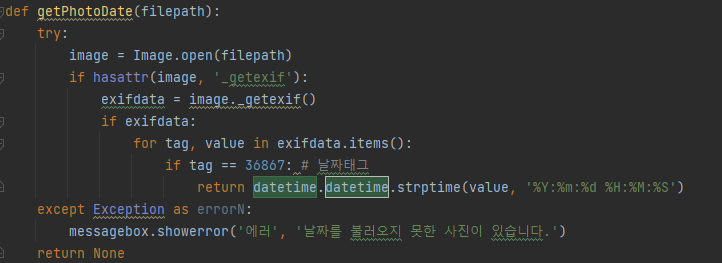 def getPhotoDate(filepath):
    try:
        image = Image.open(filepath)
        if hasattr(image, '_getexif'):
            exifdata = image._getexif()
            if exifdata:
                for tag, value in exifdata.items():
                    if tag == 36867: # 날짜태그
                        return datetime.datetime.strptime(value, '%Y:%m:%d %H:%M:%S')
    except Exception as errorN:
        messagebox.showerror('에러', '날짜를 불러오지 못한 사진이 있습니다.')
    return None